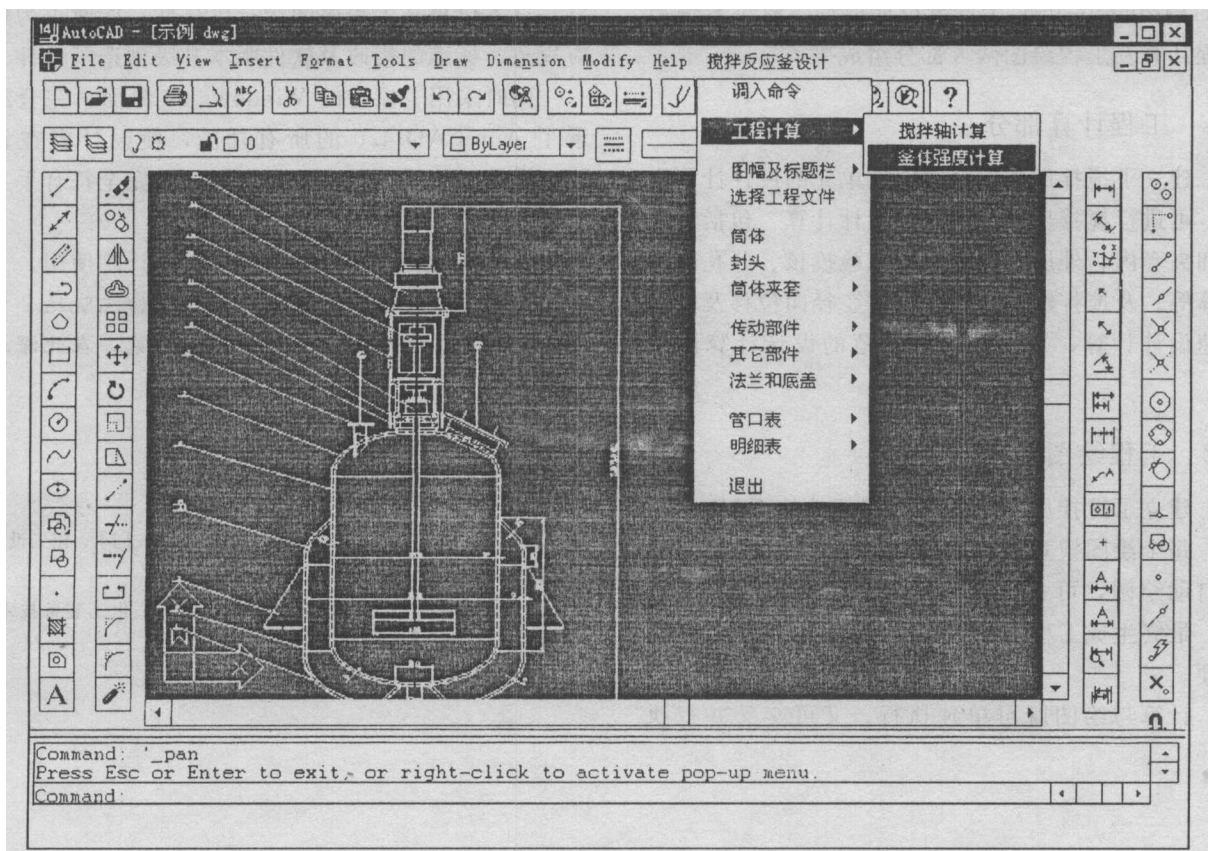 AutoCAD - [示例.dwg]
File Edit View Insert Format Tools Draw Dimension Modify Help 搅拌反应釜设计
调入命令
工程计算
搅拌轴计算
釜体强度计算
图幅及标题栏
选择工程文件
筒体
封头
筒体夹套
传动部件
其它部件
法兰和底盖
管口表
明细表
退出
0
ByLayer
Command: '_pan
Press Esc or Enter to exit, or right-click to activate pop-up menu.
Command: